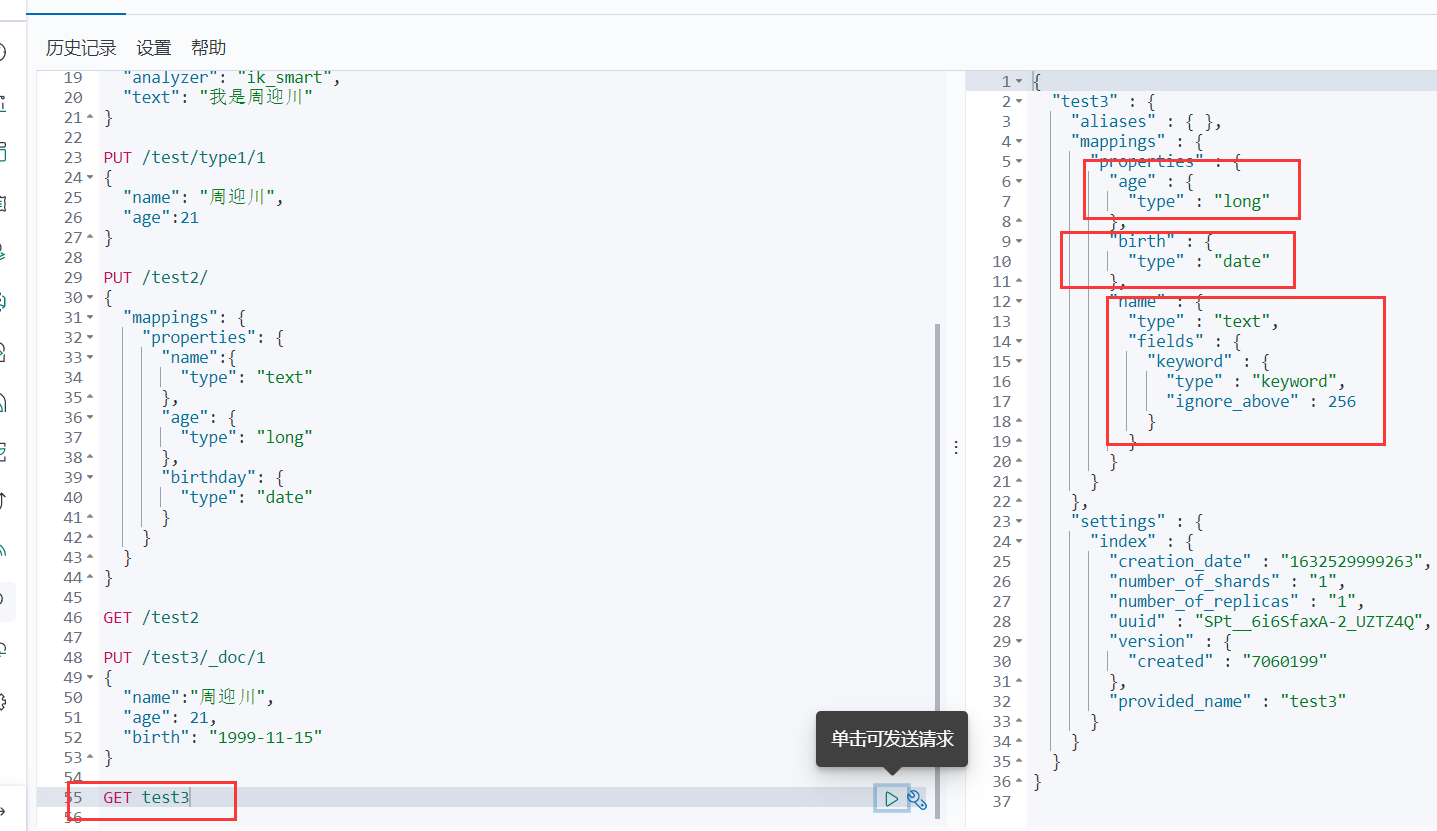 历史记录 设置 帮助
19 "analyzer": "ik_smart",
20 "text": "我是周迎川"
21 }
22
23 PUT /test/type1/1
24 {
25 "name": "周迎川",
26 "age":21
27 }
28
29 PUT /test2/
30 {
31 "mappings": {
32 "properties": {
33 "name":{
34 "type": "text"
35 },
36 "age": {
37 "type": "long"
38 },
39 "birthday": {
40 "type": "date"
41 }
42 }
43 }
44 }
45
46 GET /test2
47
48 PUT /test3/_doc/1
49 {
50 "name":"周迎川",
51 "age": 21,
52 "birth": "1999-11-15"
53 }
54
55 GET test3
56
单击可发送请求
1 {
2 "test3" : {
3 "aliases" : { },
4 "mappings" : {
5 "properties" : {
6 "age" : {
7 "type" : "long"
8 },
9 "birth" : {
10 "type" : "date"
11 },
12 "name" : {
13 "type" : "text",
14 "fields" : {
15 "keyword" : {
16 "type" : "keyword",
17 "ignore_above" : 256
18 }
19 }
20 }
21 }
22 },
23 "settings" : {
24 "index" : {
25 "creation_date" : "1632529999263",
26 "number_of_shards" : "1",
27 "number_of_replicas" : "1",
28 "uuid" : "SPt__6i6SfaxA-2_UZTZ4Q",
29 "version" : {
30 "created" : "7060199"
31 },
32 "provided_name" : "test3"
33 }
34 }
35 }
36 }
37